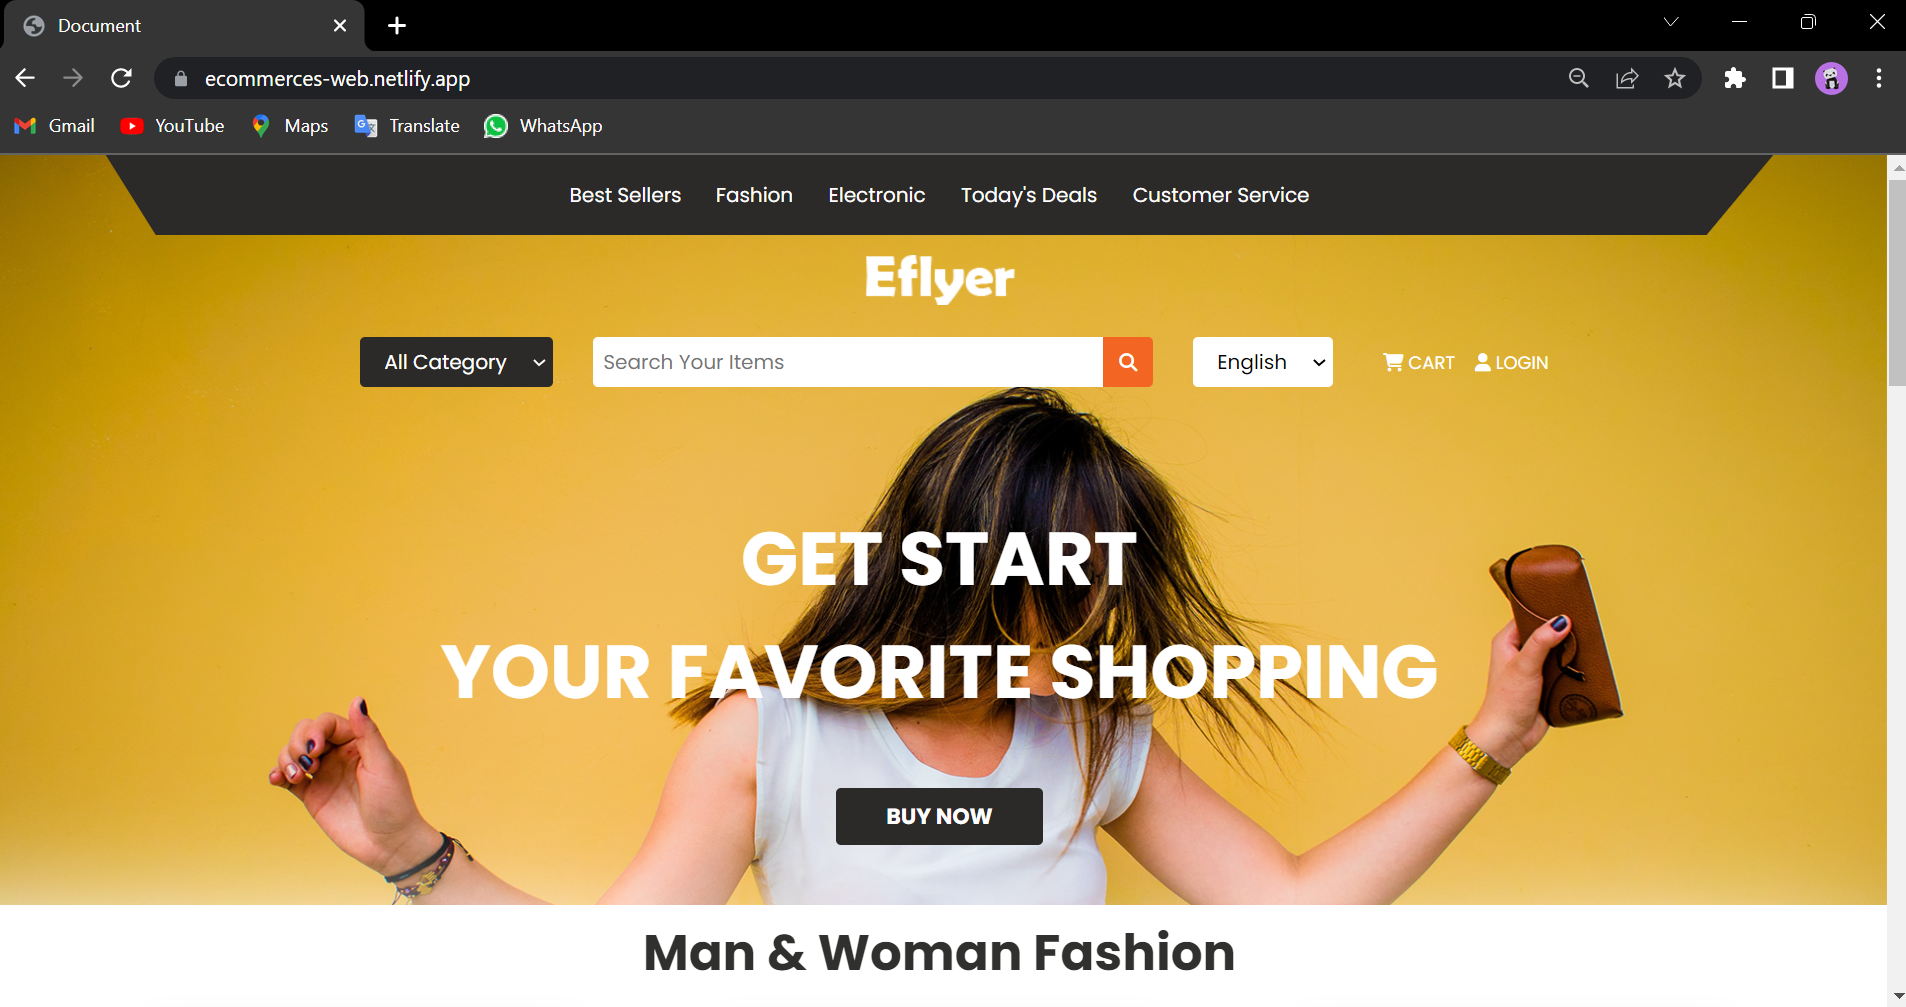 Document
ecommerces-web.netlify.app
Gmail YouTube Maps Translate WhatsApp
Best Sellers Fashion Electronic Today's Deals Customer Service
Eflyer
All Category Search Your Items English CART LOGIN
GET START
YOUR FAVORITE SHOPPING
BUY NOW
Man & Woman Fashion